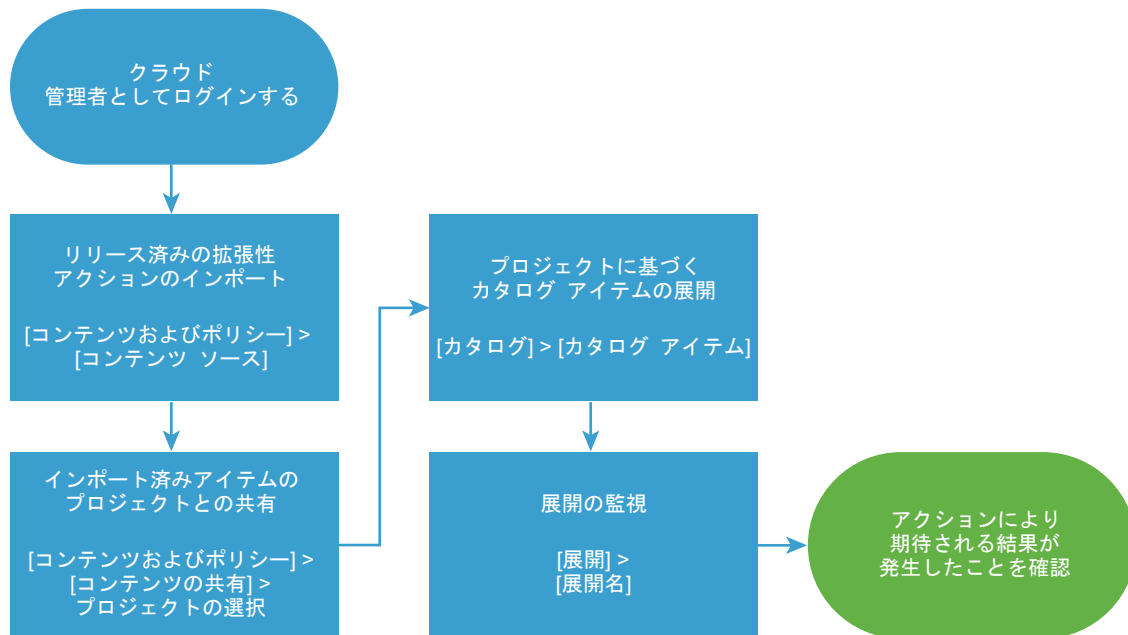 クラウド
管理者としてログインする
リリース済みの拡張性
アクションのインポート
[コンテンツおよびポリシー] >
[コンテンツ ソース]
インポート済みアイテムの
プロジェクトとの共有
[コンテンツおよびポリシー] >
[コンテンツの共有] >
プロジェクトの選択
プロジェクトに基づく
カタログ アイテムの展開
[カタログ] > [カタログ アイテム]
展開の監視
[展開] >
[展開名]
アクションにより
期待される結果が
発生したことを確認